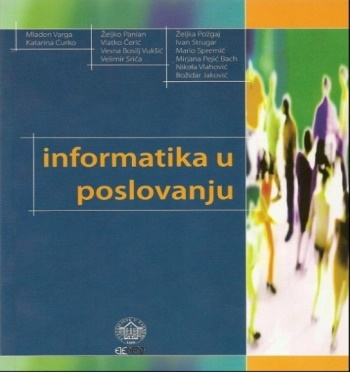 Mladen Varga
Katarina Ćurko
Željko Panian
Vlatko Čerić
Vesna Bosilj Vukšić
Velimir Srića
Željka Požgaj
Ivan Strugar
Mario Spremić
Mirjana Pejić Bach
Nikola Vlahović
Božidar Jaković
informatika u
poslovanju